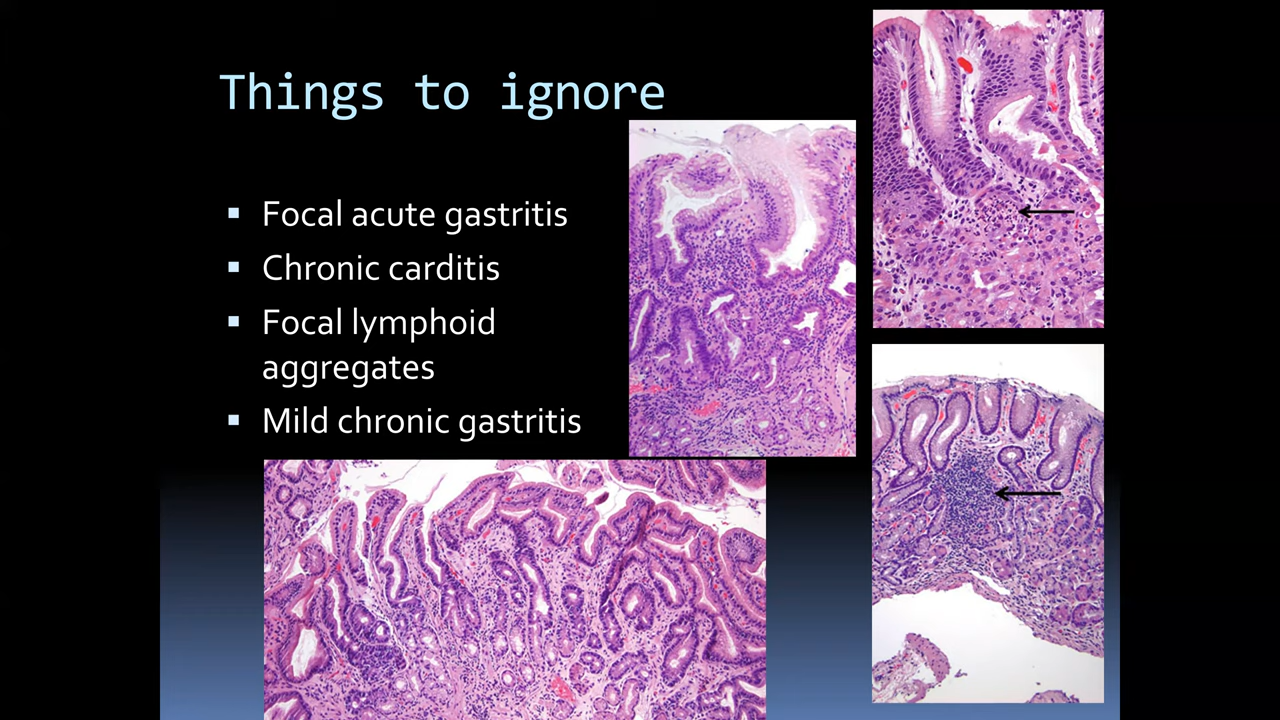 Things to ignore
Focal acute gastritis
Chronic carditis
Focal lymphoid
aggregates
Mild chronic gastritis